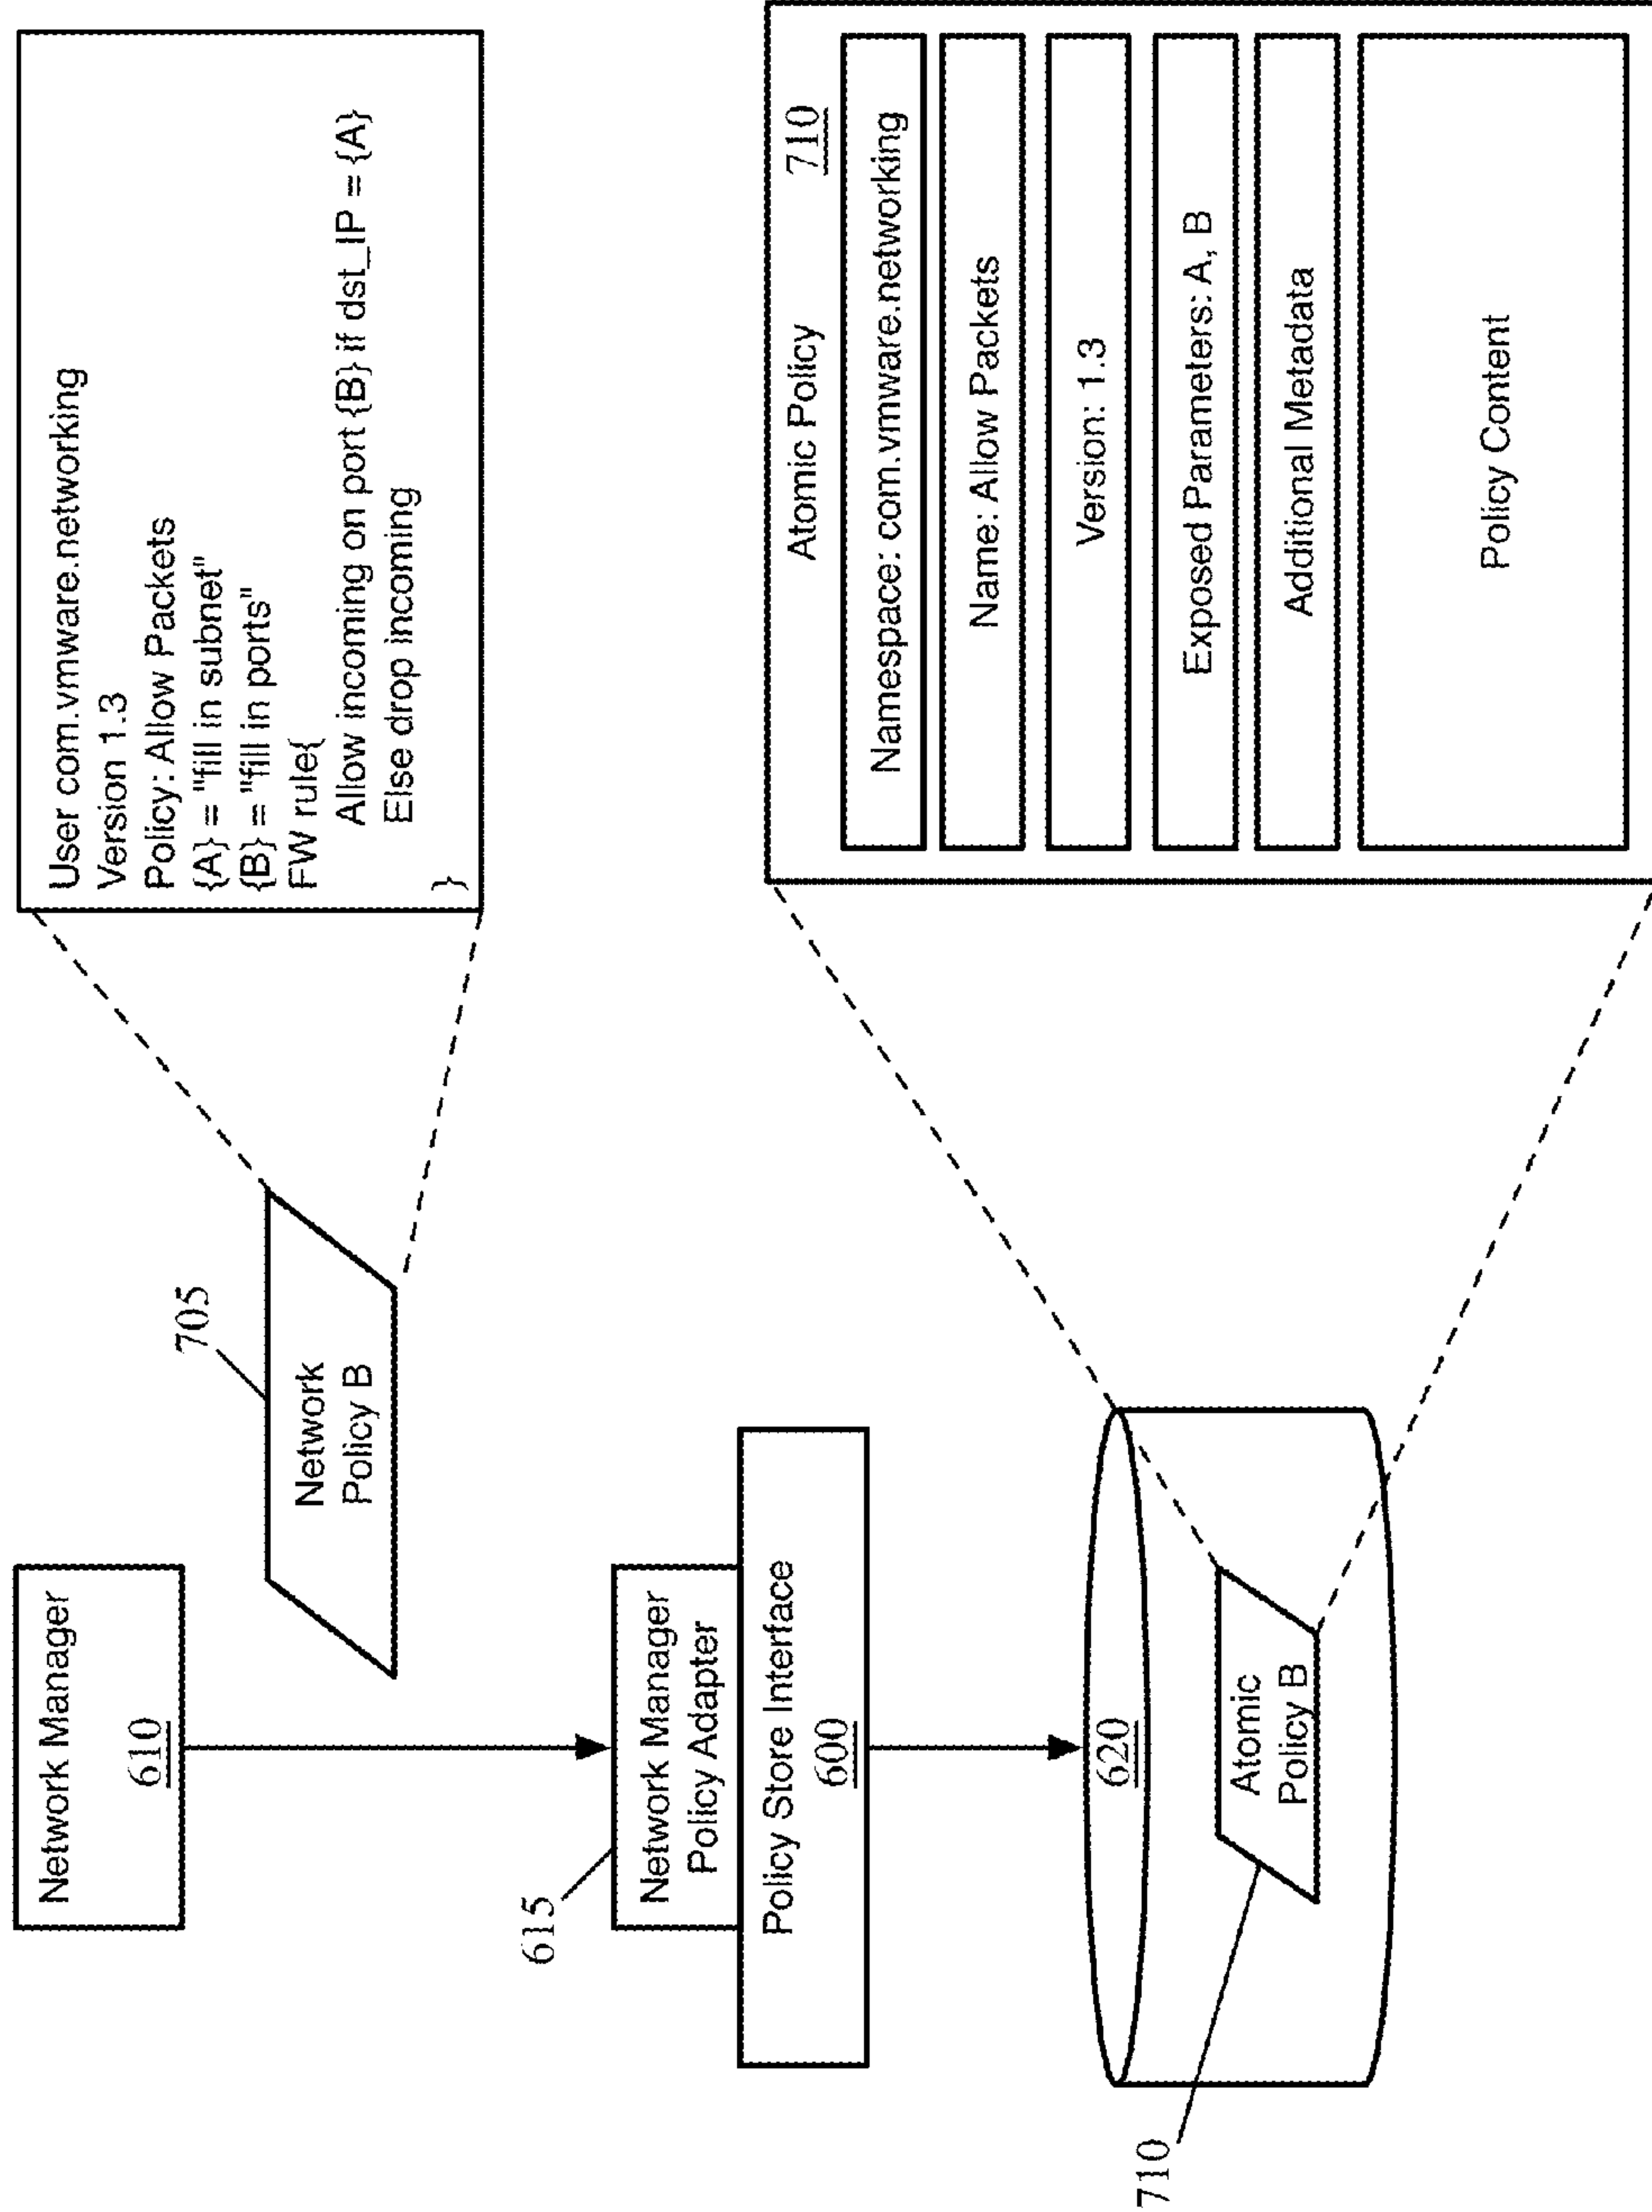 Network Manager
610
705
Network
Policy B
User com.vmware.networking
Version 1.3
Policy: Allow Packets
{A} = "fill in subnet"
{B} = "fill in ports"
FW rule{
Allow incoming on port {B} if dst_IP = {A}
Else drop incoming
}
615
Network Manager
Policy Adapter
Policy Store Interface
600
620
Atomic
Policy B
710
Atomic Policy
710
Namespace: com.vmware.networking
Name: Allow Packets
Version: 1.3
Exposed Parameters: A, B
Additional Metadata
Policy Content